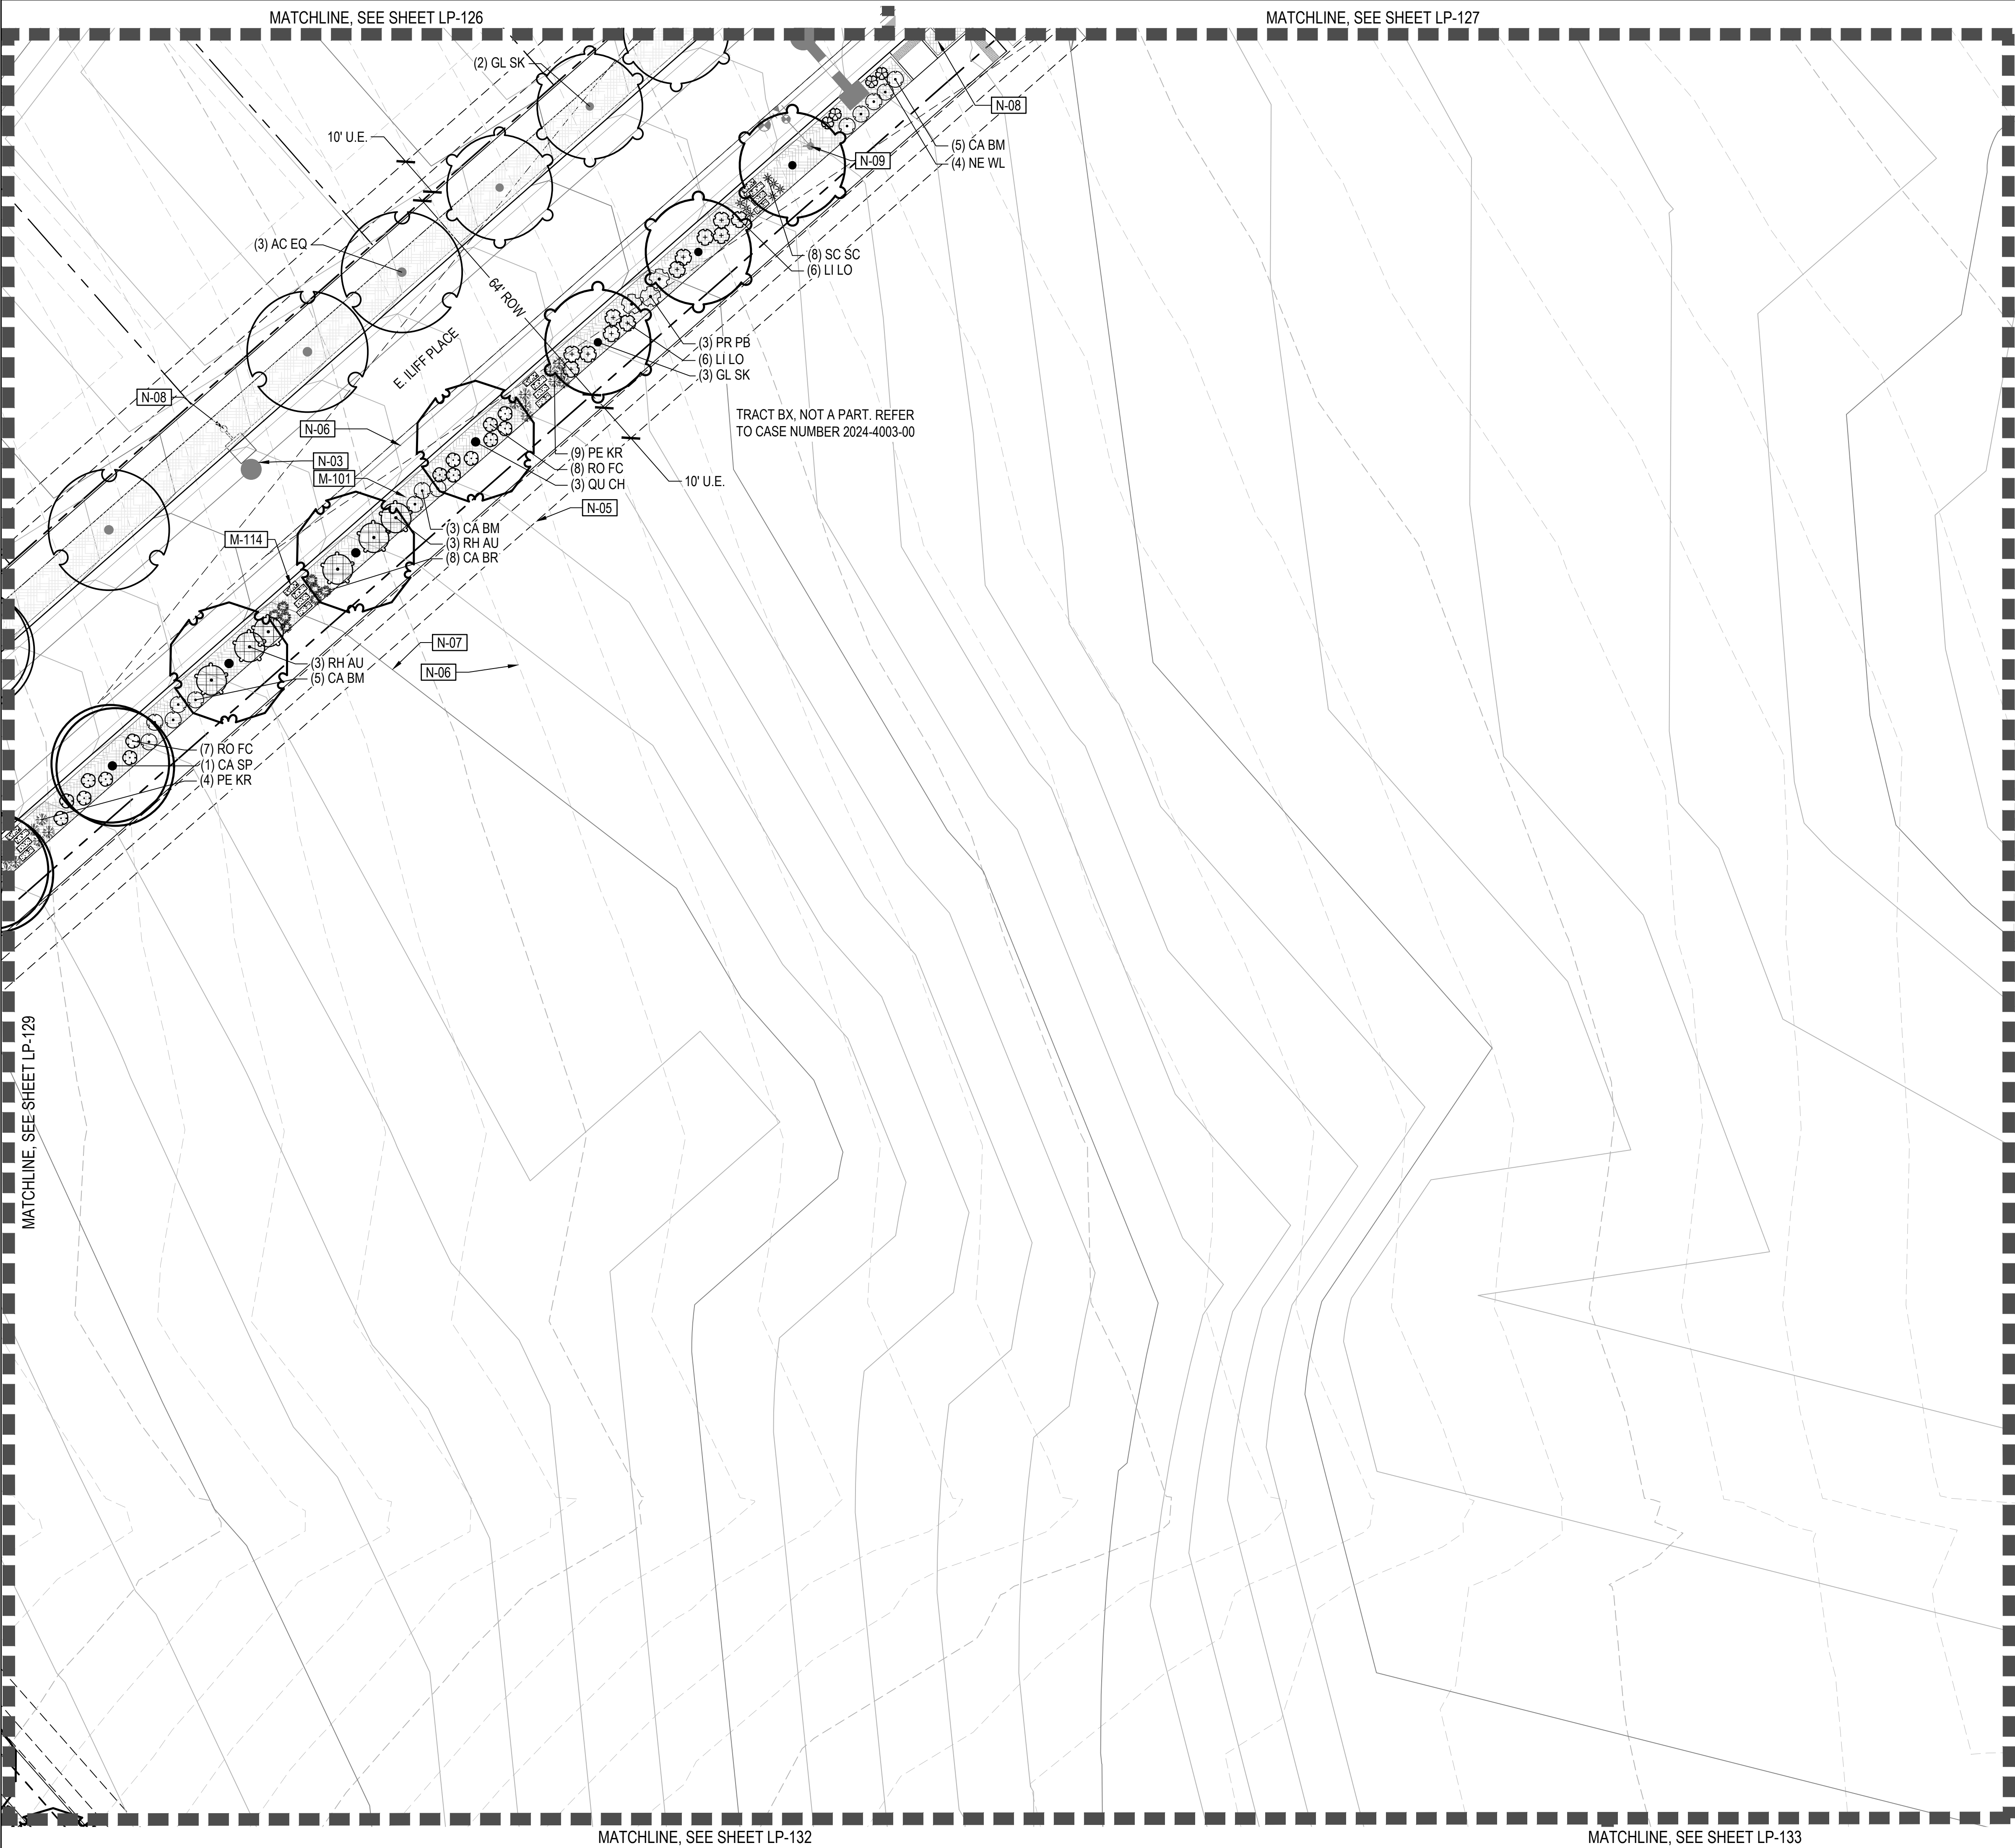 MATCHLINE, SEE SHEET LP-126
MATCHLINE, SEE SHEET LP-127
(2) GL SK
N-08
10' U.E.
(5) CA BM
N-09
(4) NE WL
(3) AC EQ
(8) SC SC
(6) LI LO
64' ROW
E. ILIFF PLACE
(3) PR PB
(6) LI LO
(3) GL SK
N-08
TRACT BX, NOT A PART. REFER
TO CASE NUMBER 2024-4003-00
N-06
(9) PE KR
N-03
(8) RO FC
M-101
(3) QU CH
10' U.E.
N-05
(3) CA BM
M-114
(3) RH AU
(8) CA BR
N-07
(3) RH AU
N-06
(5) CA BM
(7) RO FC
(1) CA SP
(4) PE KR
MATCHLINE, SEE SHEET LP-129
MATCHLINE, SEE SHEET LP-132
MATCHLINE, SEE SHEET LP-133